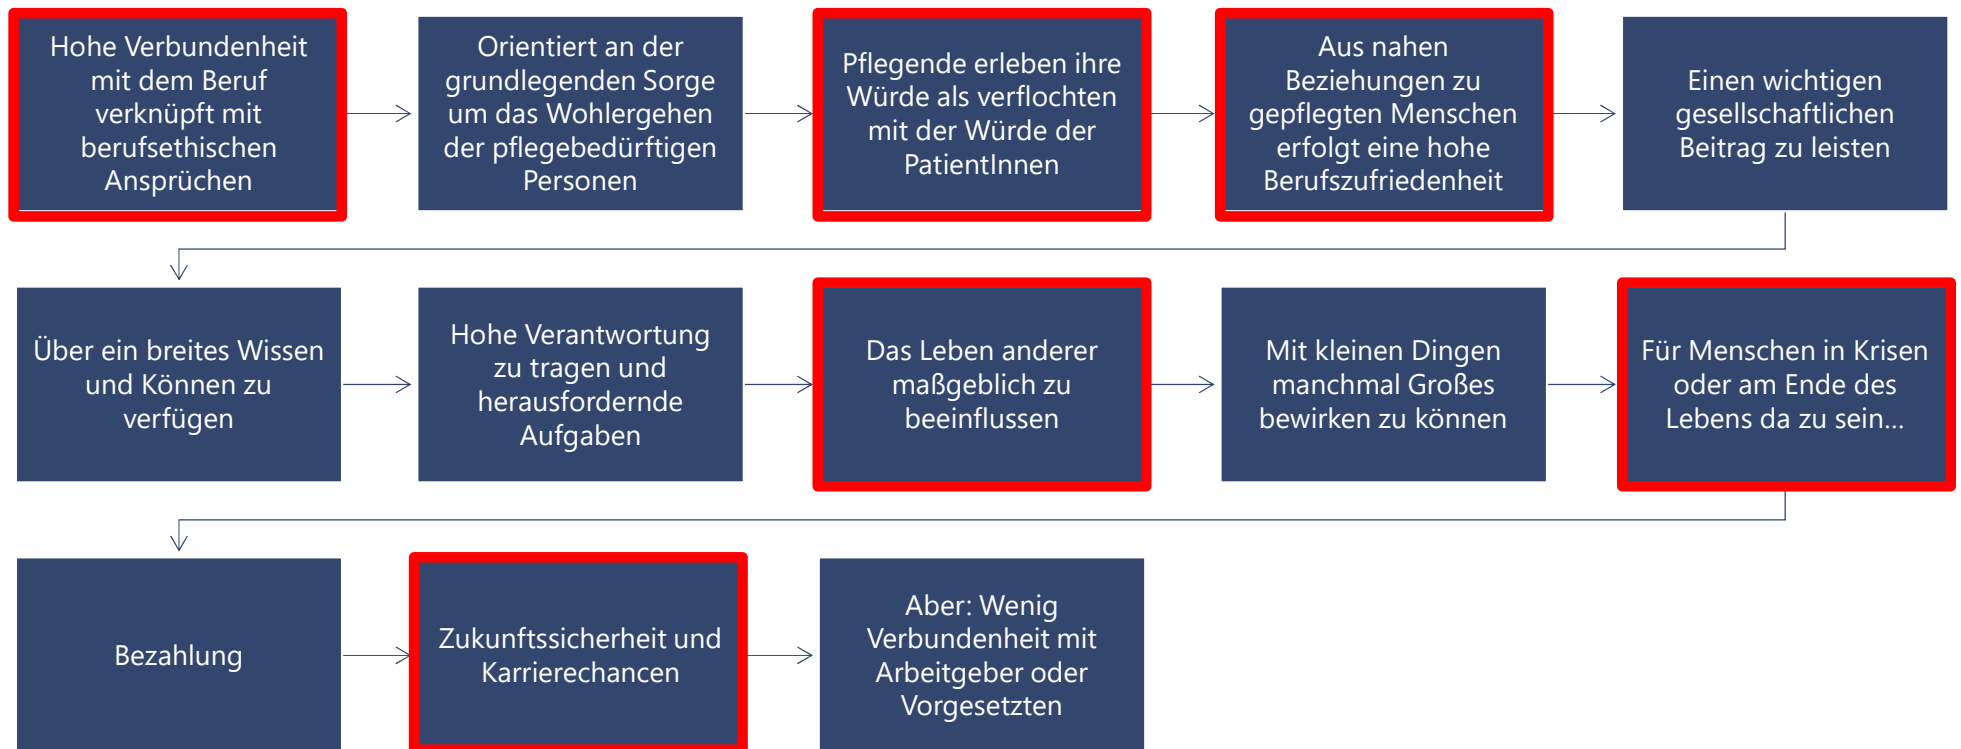 Hohe Verbundenheit
mit dem Beruf
verknüpft mit
berufsethischen
Ansprüchen
Orientiert an der
grundlegenden Sorge
um das Wohlergehen
der pflegebedürftigen
Personen
Pflegende erleben ihre
Würde als verflochten
mit der Würde der
PatientInnen
Aus nahen
Beziehungen zu
gepflegten Menschen
erfolgt eine hohe
Berufszufriedenheit
Einen wichtigen
gesellschaftlichen
Beitrag zu leisten
Über ein breites Wissen
und Können zu
verfügen
Hohe Verantwortung
zu tragen und
herausfordernde
Aufgaben
Das Leben anderer
maßgeblich zu
beeinflussen
Mit kleinen Dingen
manchmal Großes
bewirken zu können
Für Menschen in Krisen
oder am Ende des
Lebens da zu sein...
Bezahlung
Zukunftssicherheit und
Karrierechancen
Aber: Wenig
Verbundenheit mit
Arbeitgeber oder
Vorgesetzten